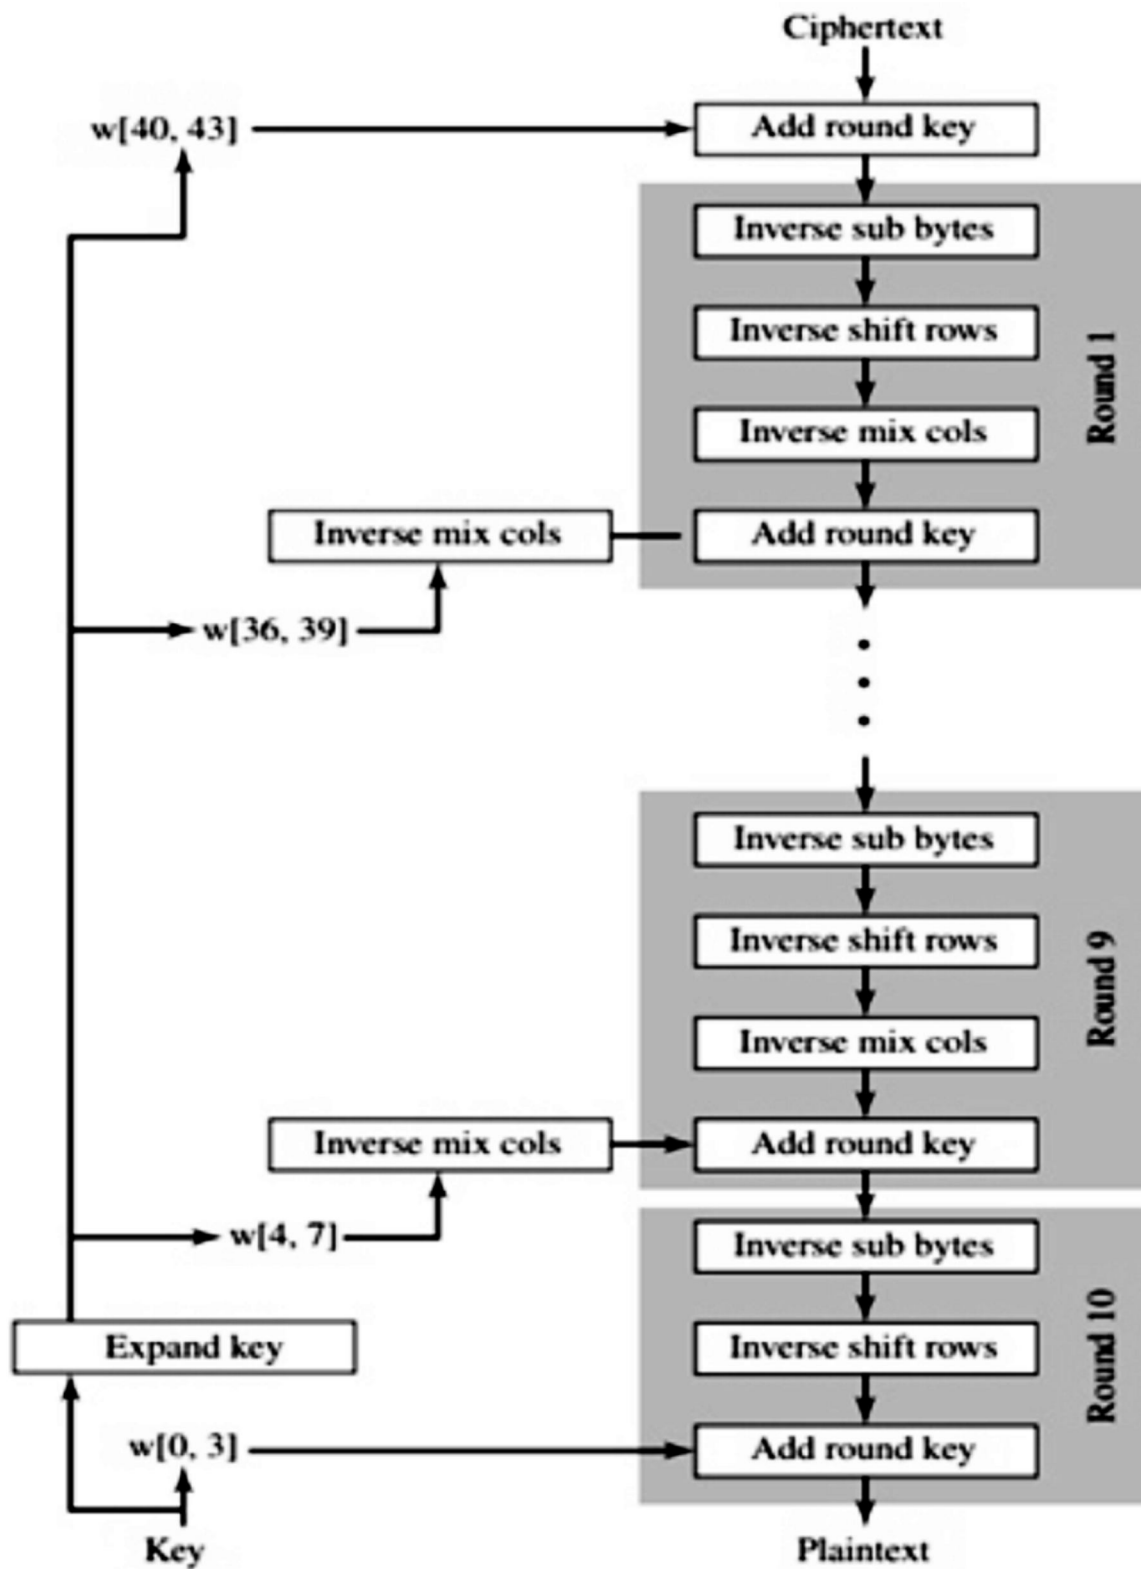 Ciphertext
w[40, 43]
Add round key
Inverse sub bytes
Inverse shift rows
Round 1
Inverse mix cols
Inverse mix cols
Add round key
w[36, 39]
Inverse sub bytes
Inverse shift rows
Round 9
Inverse mix cols
Inverse mix cols
Add round key
w[4, 7]
Inverse sub bytes
Expand key
Inverse shift rows
Round 10
w[0, 3]
Add round key
Key
Plaintext